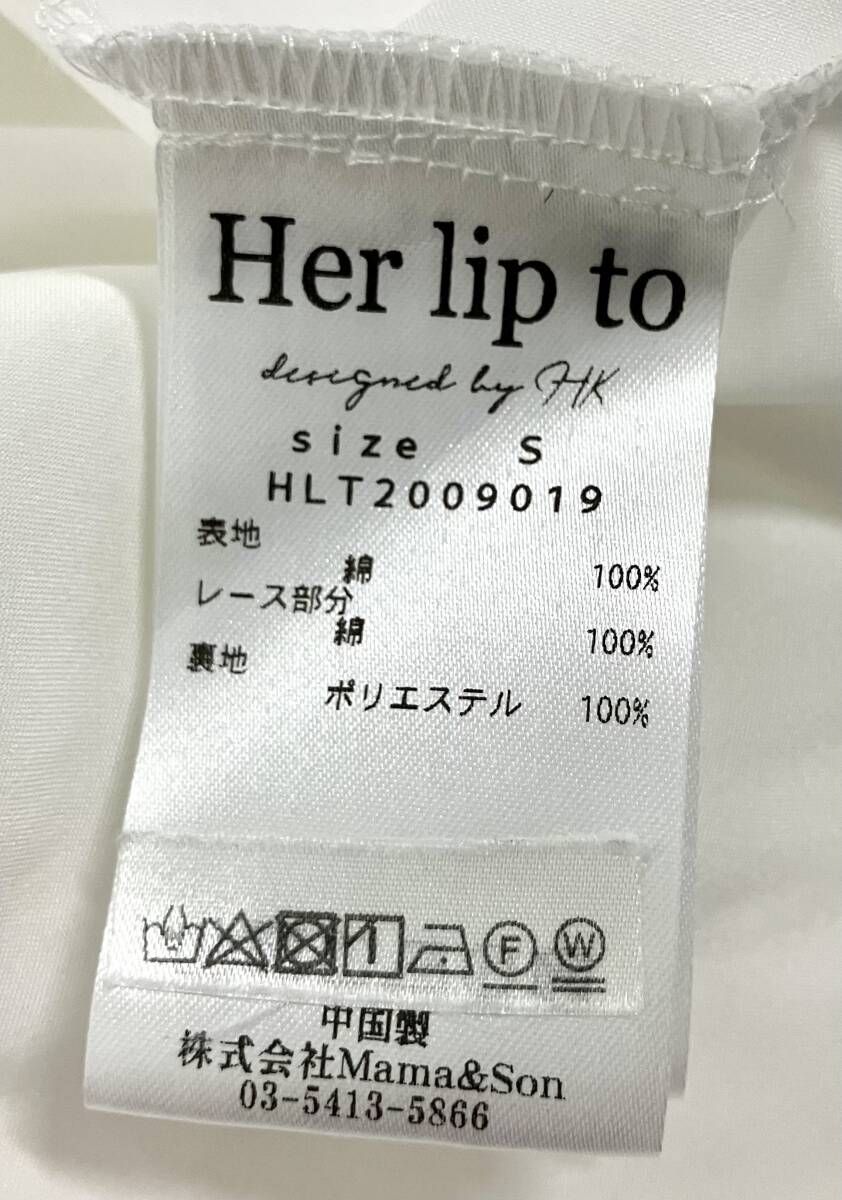 Her lip to
designed by HK
size S
HLT2009019
表地
綿 100%
レース部分
綿 100%
裏地
ポリエステル 100%
F W
中国製
株式会社Mama&Son
03-5413-5866